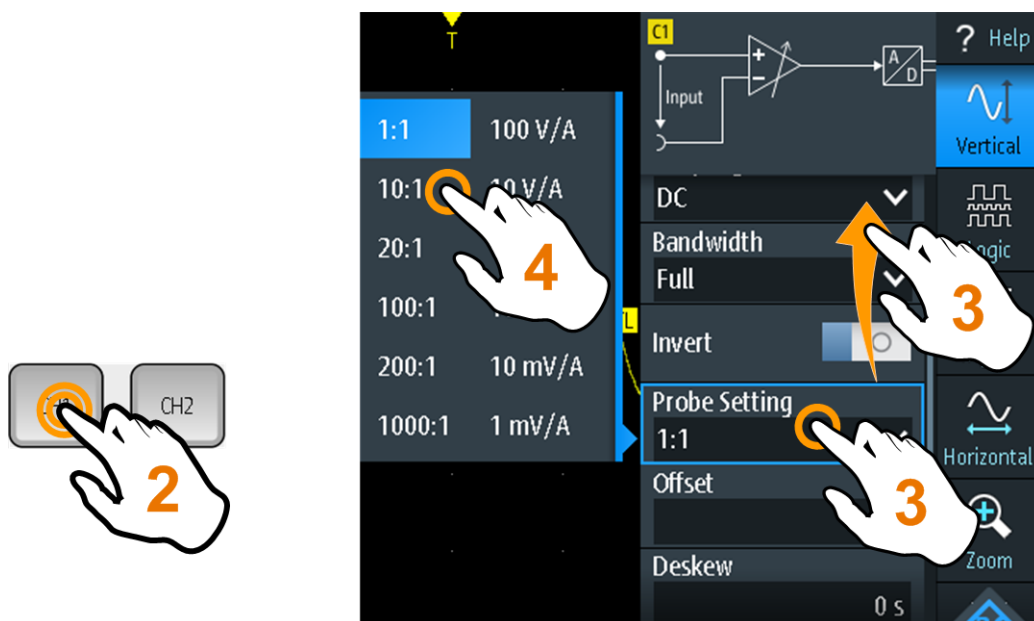 CH2
2
T
1:1 100 V/A
10:1 10 V/A
20:1
100:1
200:1 10 mV/A
1000:1 1 mV/A
4
C1
Input
+
−
A
D
DC
Bandwidth
Full
Invert
Probe Setting
1:1
Offset
Deskew
0 s
3
3
? Help
Vertical
Horizontal
Zoom